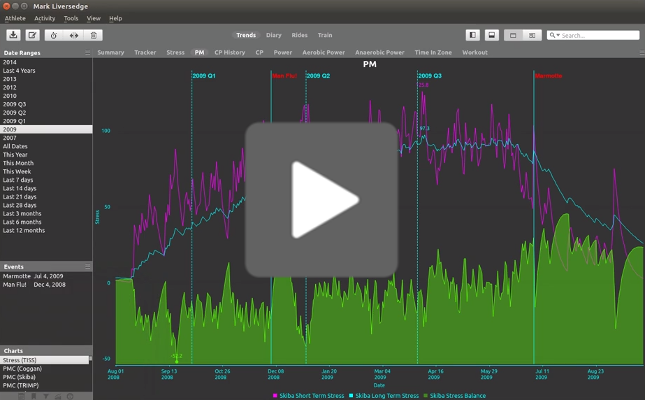 Mark Liversedge
Athlete Activity Tools View Help
Trends Diary Rides Train
Search...
Date Ranges
Summary Tracker Stress PM CP History CP Power Aerobic Power Anaerobic Power Time In Zone Workout
PM
2014
Last 4 Years
2013
2012
2010
2009 Q3
2009 Q2
2009 Q1
2009
2007
All Dates
This Year
This Month
This Week
Last 7 days
Last 14 days
Last 21 days
Last 28 days
Last 3 months
Last 6 months
Last 12 months
Events
Marmotte Jul 4, 2009
Man Flut Dec 4, 2008
Charts
Stress (TISS)
PMC (Coggan)
PMC (Skiba)
PMC (TRIMP)
2009 Q1 Man Flut 2009 Q2 2009 Q3 Marmotte
100
50
0
-50
Stress
Aug 01 2008
Sep 13 2008
Oct 26 2008
Dec 08 2008
Jan 20 2009
Mar 04 2009
Apr 16 2009
May 29 2009
Jul 11 2009
Aug 23 2009
Date
Skiba Short Term Stress Skiba Long Term Stress Skiba Stress Balance